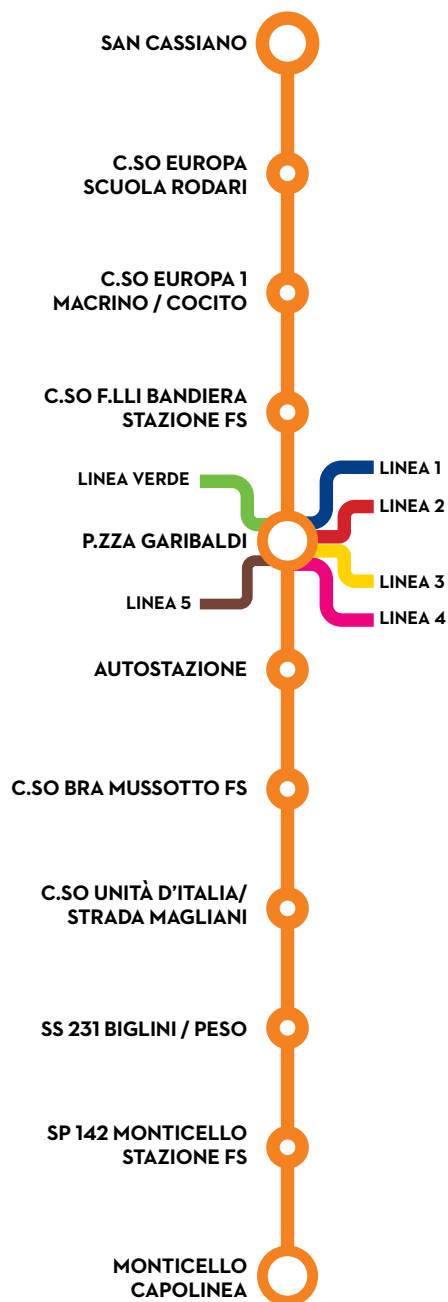 SAN CASSIANO
C.SO EUROPA
SCUOLA RODARI
C.SO EUROPA 1
MACRINO / COCITO
C.SO F.LLI BANDIERA
STAZIONE FS
LINEA VERDE
LINEA 1
LINEA 2
P.ZZA GARIBALDI
LINEA 3
LINEA 5
LINEA 4
AUTOSTAZIONE
C.SO BRA MUSSOTTO FS
C.SO UNITÀ D'ITALIA/
STRADA MAGLIANI
SS 231 BIGLINI / PESO
SP 142 MONTICELLO
STAZIONE FS
MONTICELLO
CAPOLINEA